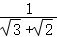 1
√3 + √2